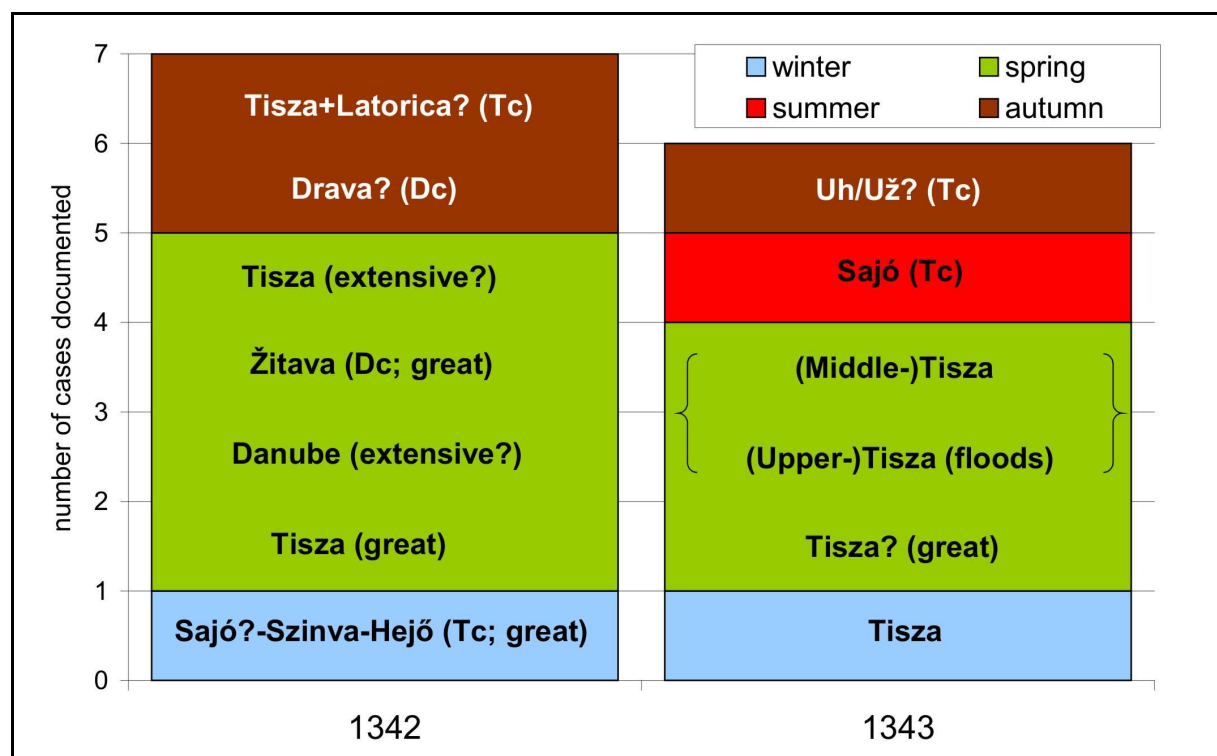 number of cases documented
7
6
5
4
3
2
1
0
winter
spring
summer
autumn
Tisza+Latorica? (Tc)
Drava? (Dc)
Tisza (extensive?)
Žitava (Dc; great)
Danube (extensive?)
Tisza (great)
Sajó?-Szinva-Hejő (Tc; great)
Uh/Už? (Tc)
Sajó (Tc)
(Middle-)Tisza
(Upper-)Tisza (floods)
Tisza? (great)
Tisza
1342
1343